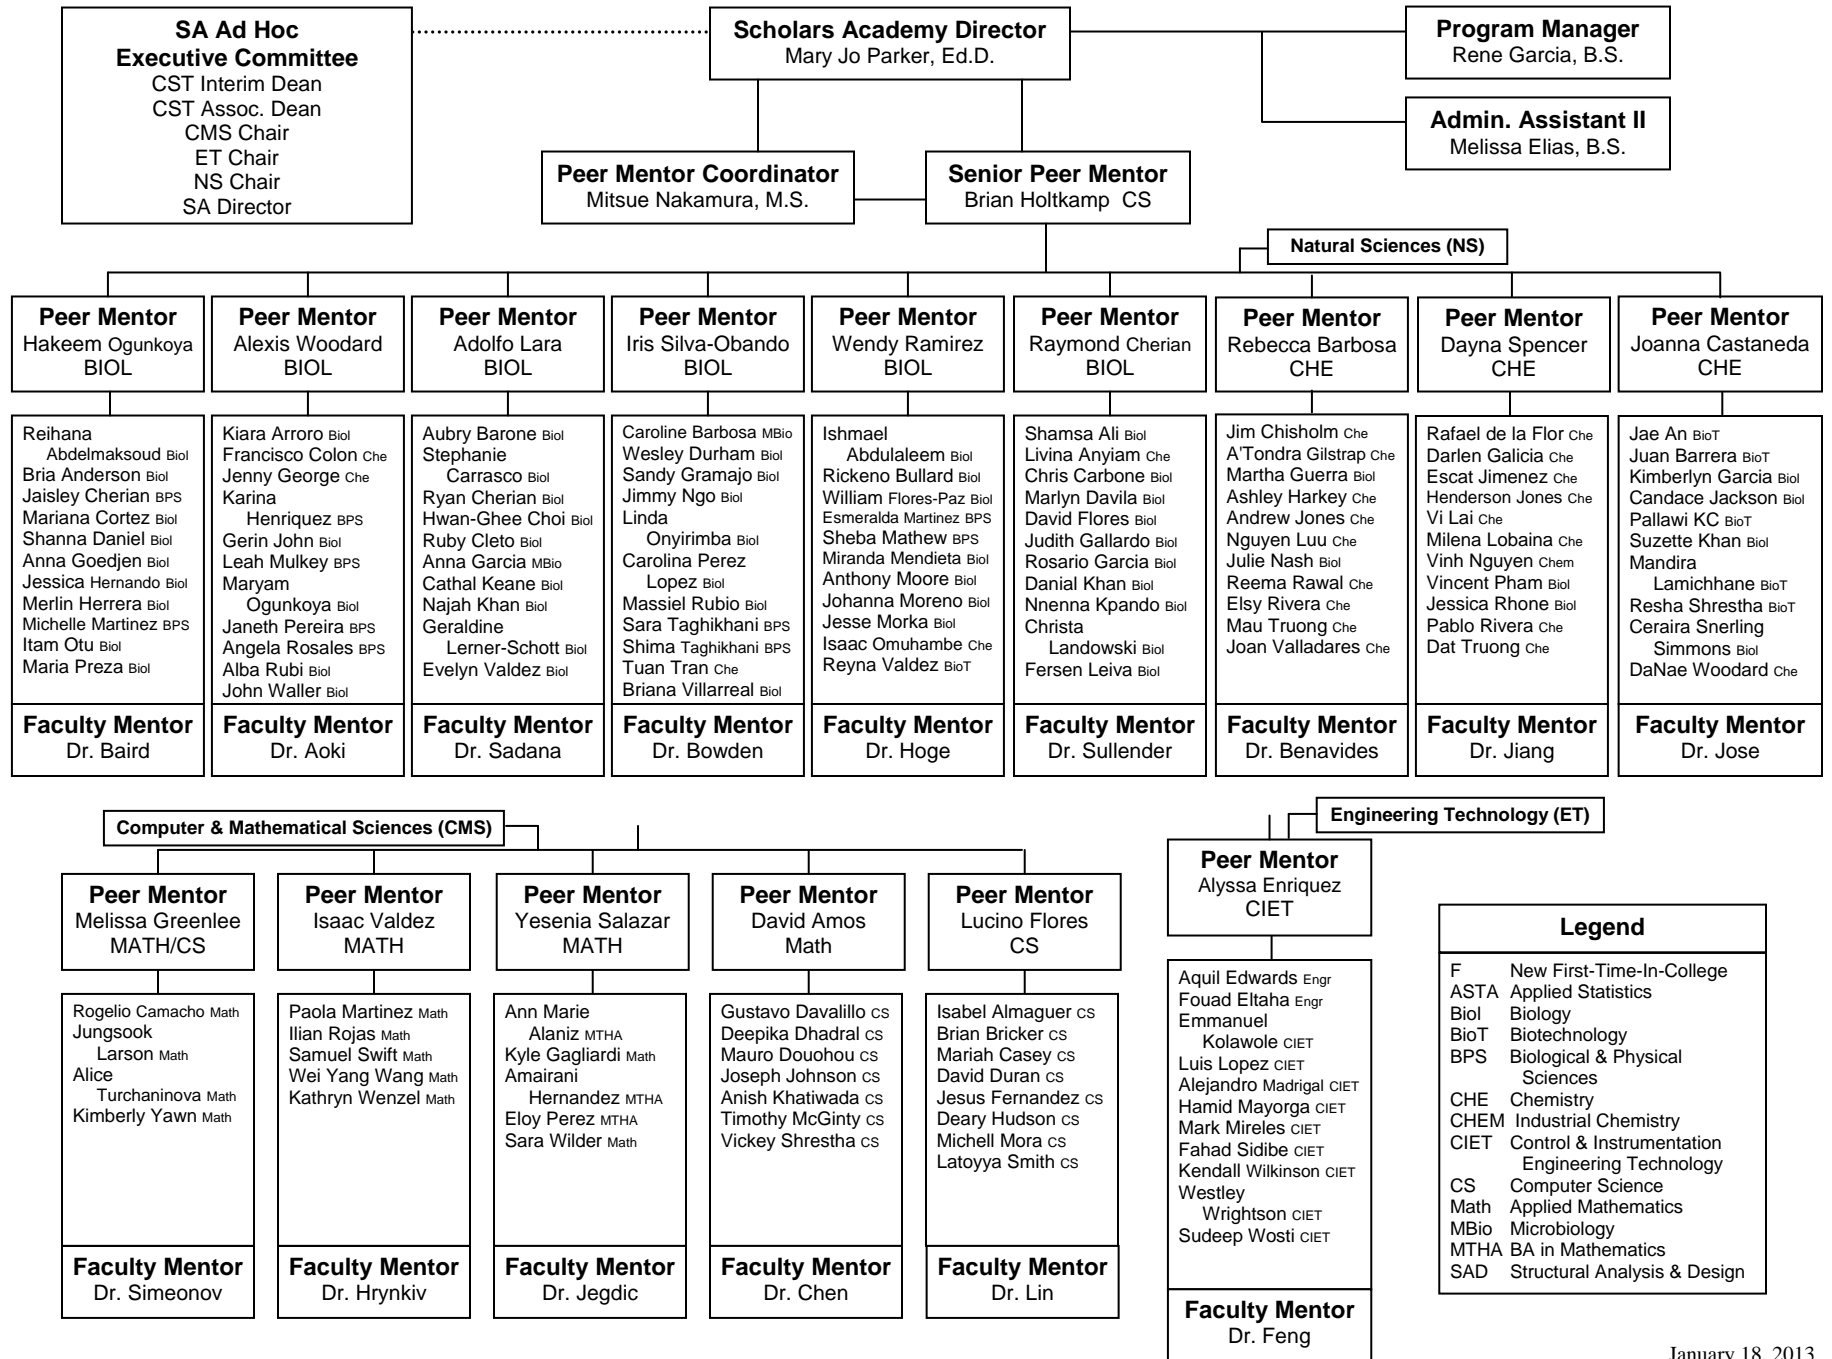 SA Ad Hoc
Executive Committee
CST Interim Dean
CST Assoc. Dean
CMS Chair
ET Chair
NS Chair
SA Director
Scholars Academy Director
Mary Jo Parker, Ed.D.
Program Manager
Rene Garcia, B.S.
Admin. Assistant II
Melissa Elias, B.S.
Peer Mentor Coordinator
Mitsue Nakamura, M.S.
Senior Peer Mentor
Brian Holtkamp CS
Natural Sciences (NS)
Peer Mentor
Hakeem Ogunkoya
BIOL
Reihana
Abdelmaksoud Biol
Bria Anderson Biol
Jaisley Cherian BPS
Mariana Cortez Biol
Shanna Daniel Biol
Anna Goedjen Biol
Jessica Hernando Biol
Merlin Herrera Biol
Michelle Martinez BPS
Itam Otu Biol
Maria Preza Biol
Faculty Mentor
Dr. Baird
Peer Mentor
Alexis Woodard
BIOL
Kiara Arroro Biol
Francisco Colon Che
Jenny George Che
Karina
Henriquez BPS
Gerin John Biol
Leah Mulkey BPS
Maryam
Ogunkoya Biol
Janeth Pereira BPS
Angela Rosales BPS
Alba Rubi Biol
John Waller Biol
Faculty Mentor
Dr. Aoki
Peer Mentor
Adolfo Lara
BIOL
Aubry Barone Biol
Stephanie
Carrasco Biol
Ryan Cherian Biol
Hwan-Ghee Choi Biol
Ruby Cleto Biol
Anna Garcia MBio
Cathal Keane Biol
Najah Khan Biol
Geraldine
Lerner-Schott Biol
Evelyn Valdez Biol
Faculty Mentor
Dr. Sadana
Peer Mentor
Iris Silva-Obando
BIOL
Caroline Barbosa MBio
Wesley Durham Biol
Sandy Gramajo Biol
Jimmy Ngo Biol
Linda
Onyirimba Biol
Carolina Perez
Lopez Biol
Massiel Rubio Biol
Sara Taghikhani BPS
Shima Taghikhani BPS
Tuan Tran Che
Briana Villarreal Biol
Faculty Mentor
Dr. Bowden
Peer Mentor
Wendy Ramirez
BIOL
Ishmael
Abdulaleem Biol
Rickeno Bullard Biol
William Flores-Paz Biol
Esmeralda Martinez BPS
Sheba Mathew BPS
Miranda Mendieta Biol
Anthony Moore Biol
Johanna Moreno Biol
Jesse Morka Biol
Isaac Omuhambe Che
Reyna Valdez BioT
Faculty Mentor
Dr. Hoge
Peer Mentor
Raymond Cherian
BIOL
Shamsa Ali Biol
Livina Anyiam Che
Chris Carbone Biol
Marlyn Davila Biol
David Flores Biol
Judith Gallardo Biol
Rosario Garcia Biol
Danial Khan Biol
Nnenna Kpando Biol
Christa
Landowski Biol
Fersen Leiva Biol
Faculty Mentor
Dr. Sullender
Peer Mentor
Rebecca Barbosa
CHE
Jim Chisholm Che
A'Tondra Gilstrap Che
Martha Guerra Biol
Ashley Harkey Che
Andrew Jones Che
Nguyen Luu Che
Julie Nash Biol
Reema Rawal Che
Elsy Rivera Che
Mau Truong Che
Joan Valladares Che
Faculty Mentor
Dr. Benavides
Peer Mentor
Dayna Spencer
CHE
Rafael de la Flor Che
Darlen Galicia Che
Escat Jimenez Che
Henderson Jones Che
Vi Lai Che
Milena Lobaina Che
Vinh Nguyen Chem
Vincent Pham Biol
Jessica Rhone Biol
Pablo Rivera Che
Dat Truong Che
Faculty Mentor
Dr. Jiang
Peer Mentor
Joanna Castaneda
CHE
Jae An BioT
Juan Barrera BioT
Kimberlyn Garcia Biol
Candace Jackson Biol
Pallawi KC BioT
Suzette Khan Biol
Mandira
Lamichhane BioT
Resha Shrestha BioT
Ceraira Snerling
Simmons Biol
DaNae Woodard Che
Faculty Mentor
Dr. Jose
Computer & Mathematical Sciences (CMS)
Peer Mentor
Melissa Greenlee
MATH/CS
Rogelio Camacho Math
Jungsook
Larson Math
Alice
Turchaninova Math
Kimberly Yawn Math
Faculty Mentor
Dr. Simeonov
Peer Mentor
Isaac Valdez
MATH
Paola Martinez Math
Ilian Rojas Math
Samuel Swift Math
Wei Yang Wang Math
Kathryn Wenzel Math
Faculty Mentor
Dr. Hrynkiv
Peer Mentor
Yesenia Salazar
MATH
Ann Marie
Alaniz MTHA
Kyle Gagliardi Math
Amairani
Hernandez MTHA
Eloy Perez MTHA
Sara Wilder Math
Faculty Mentor
Dr. Jegdic
Peer Mentor
David Amos
Math
Gustavo Davalillo CS
Deepika Dhadral CS
Mauro Douohou CS
Joseph Johnson CS
Anish Khatiwada CS
Timothy McGinty CS
Vickey Shrestha CS
Faculty Mentor
Dr. Chen
Peer Mentor
Lucino Flores
CS
Isabel Almaguer CS
Brian Bricker CS
Mariah Casey CS
David Duran CS
Jesus Fernandez CS
Deary Hudson CS
Michell Mora CS
Latoyya Smith CS
Faculty Mentor
Dr. Lin
Engineering Technology (ET)
Peer Mentor
Alyssa Enriquez
CIET
Aquil Edwards Engr
Fouad Eltaha Engr
Emmanuel
Kolawole CIET
Luis Lopez CIET
Alejandro Madrigal CIET
Hamid Mayorga CIET
Mark Mireles CIET
Fahad Sidibe CIET
Kendall Wilkinson CIET
Westley
Wrightson CIET
Sudeep Wosti CIET
Faculty Mentor
Dr. Feng
Legend
F New First-Time-In-College
ASTA Applied Statistics
Biol Biology
BioT Biotechnology
BPS Biological & Physical
Sciences
CHE Chemistry
CHEM Industrial Chemistry
CIET Control & Instrumentation
Engineering Technology
CS Computer Science
Math Applied Mathematics
MBio Microbiology
MTHA BA in Mathematics
SAD Structural Analysis & Design
January 18, 2013